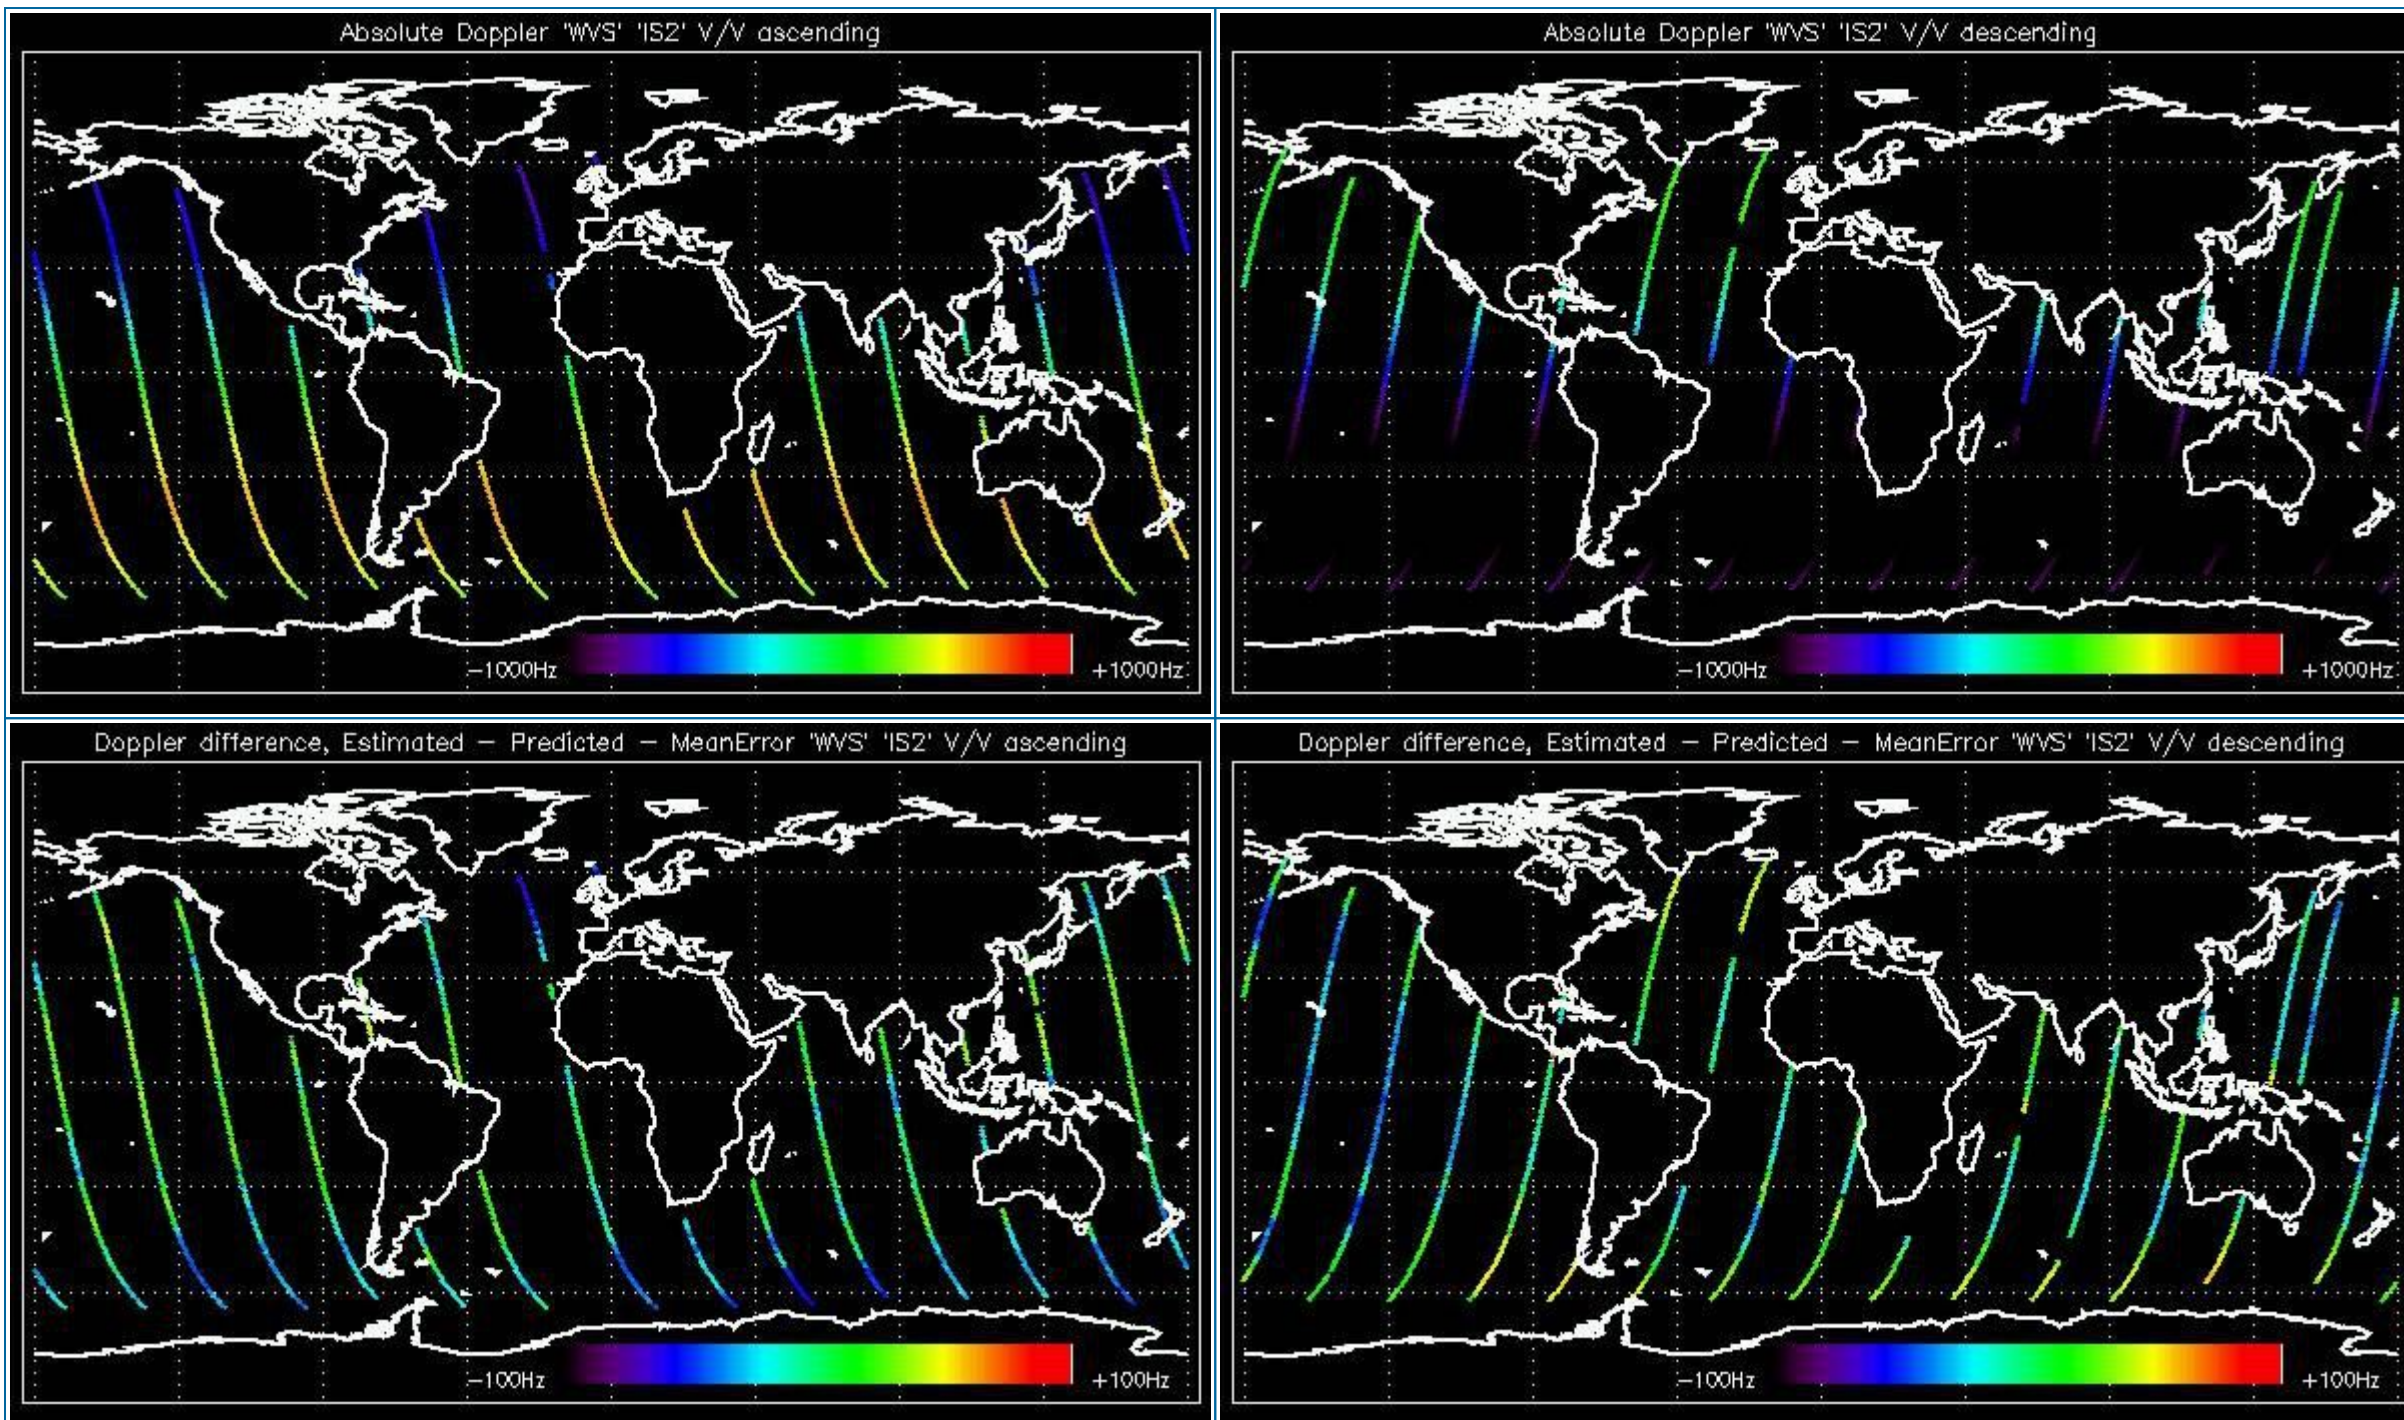 Absolute Doppler 'WVS' 'IS2' V/V ascending
-1000Hz
+1000Hz
Absolute Doppler 'WVS' 'IS2' V/V descending
-1000Hz
+1000Hz
Doppler difference, Estimated - Predicted - MeanError 'WVS' 'IS2' V/V ascending
-100Hz
+100Hz
Doppler difference, Estimated - Predicted - MeanError 'WVS' 'IS2' V/V descending
-100Hz
+100Hz